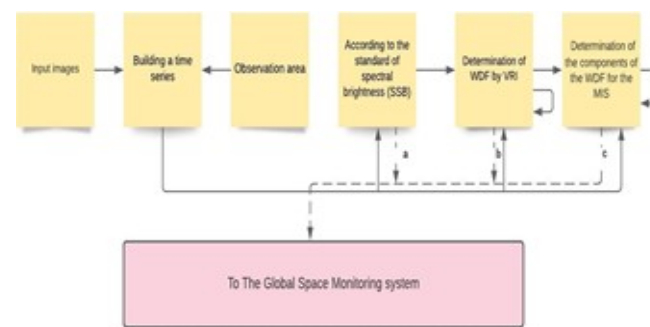 Input images
Building a time
series
Observation area
According to the
standard of
spectral
brightness (SSB)
Determination of
WDF by VRI
Determination of
the components of
the WDF for the
MIS
a
b
c
To The Global Space Monitoring system